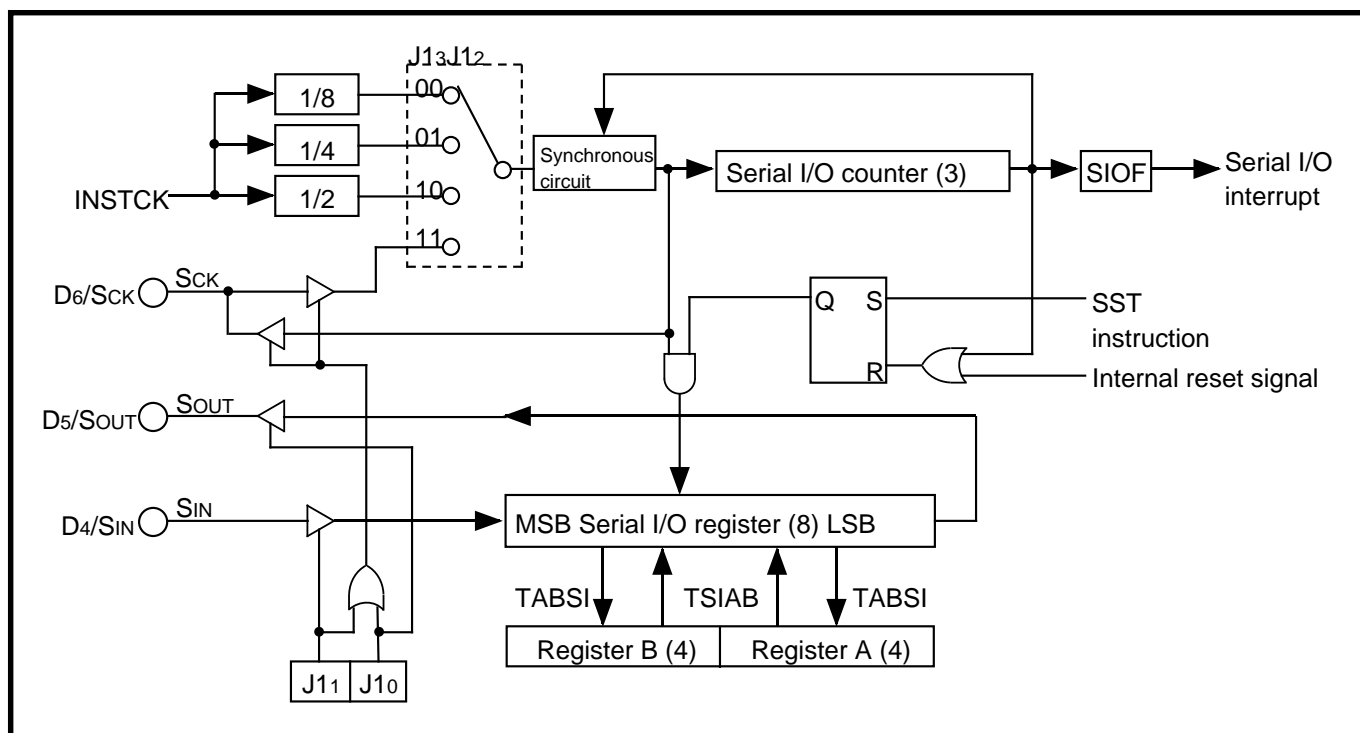 J13J12
00
1/8
01
1/4
Synchronous
circuit
Serial I/O counter (3)
SIOF
Serial I/O
interrupt
INSTCK
1/2
10
11
D6/SCK
SCK
Q
S
R
SST
instruction
Internal reset signal
D5/SOUT
SOUT
D4/SIN
SIN
MSB Serial I/O register (8) LSB
TABSI
TSIAB
TABSI
Register B (4)
Register A (4)
J11
J10